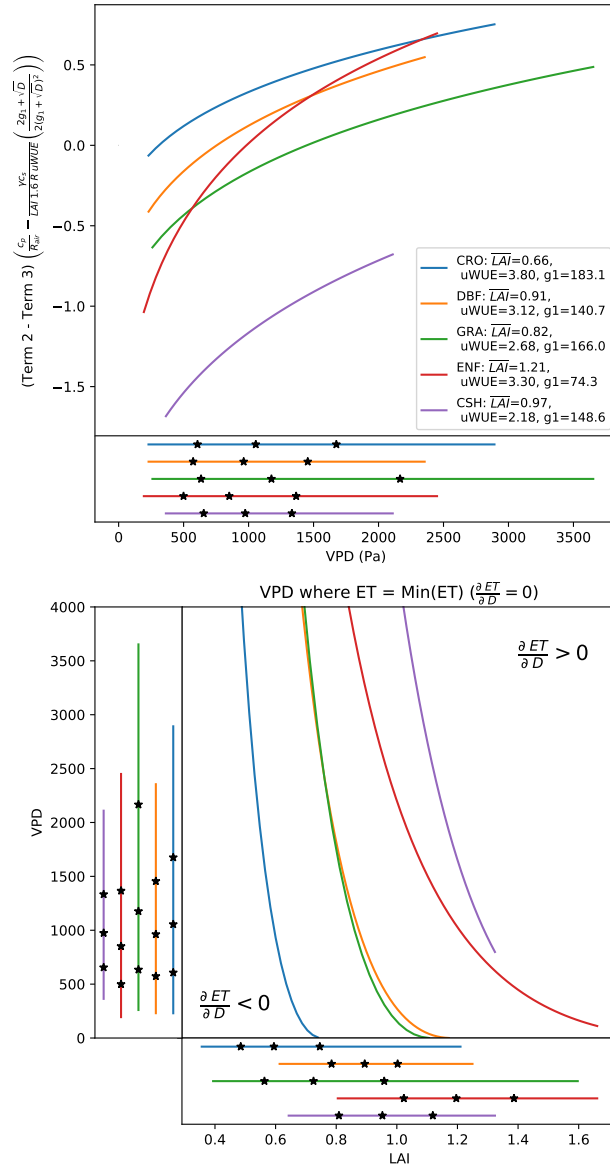 (Term 2 - Term 3) ( c_p / R_air − γc_s / LAI 1.6 R uWUE ( 2g_1 + √D / 2(g_1 + √D)² ) )
0.5
0.0
−0.5
−1.0
−1.5
CRO: LAI=0.66,
uWUE=3.80, g1=183.1
DBF: LAI=0.91,
uWUE=3.12, g1=140.7
GRA: LAI=0.82,
uWUE=2.68, g1=166.0
ENF: LAI=1.21,
uWUE=3.30, g1=74.3
CSH: LAI=0.97,
uWUE=2.18, g1=148.6
0 500 1000 1500 2000 2500 3000 3500
VPD (Pa)
VPD where ET = Min(ET) (∂ ET / ∂ D = 0)
4000
3500
3000
2500
2000
1500
1000
500
0
VPD
∂ ET / ∂ D > 0
∂ ET / ∂ D < 0
0.4 0.6 0.8 1.0 1.2 1.4 1.6
LAI